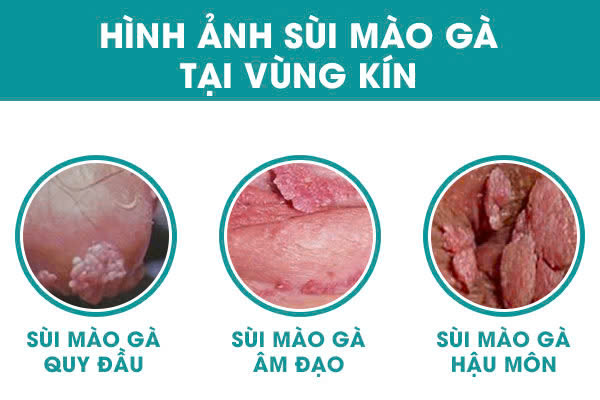 HÌNH ẢNH SÙI MÀO GÀ
TẠI VÙNG KÍN
SÙI MÀO GÀ
QUY ĐẦU
SÙI MÀO GÀ
ÂM ĐẠO
SÙI MÀO GÀ
HẬU MÔN